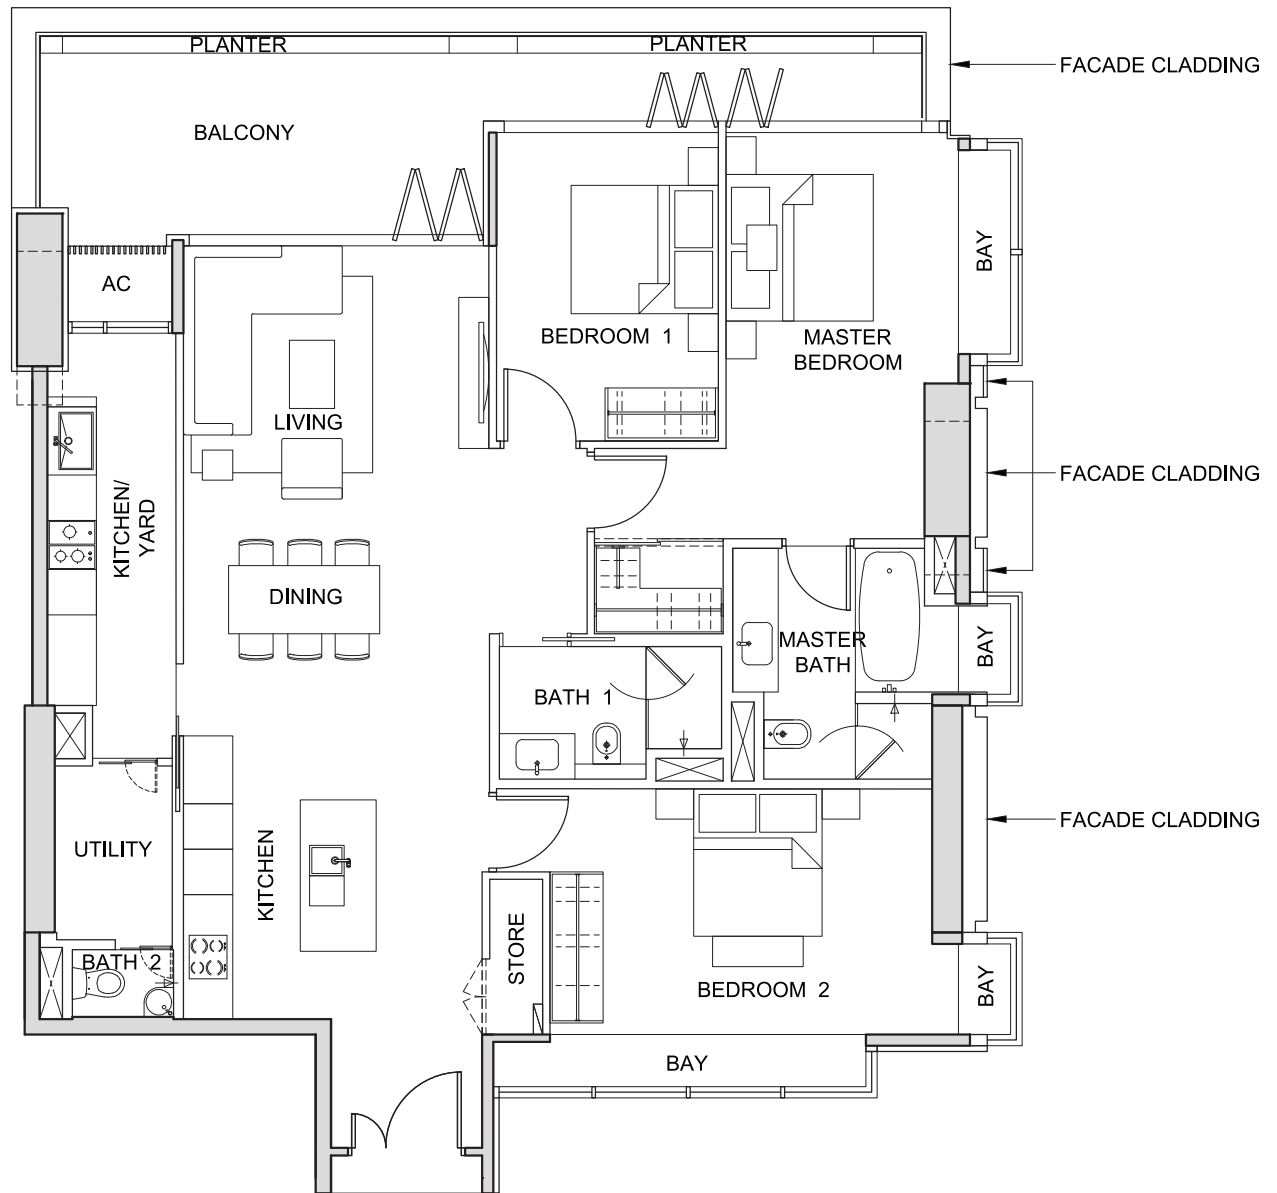 PLANTER
PLANTER
FACADE CLADDING
BALCONY
BAY
AC
BEDROOM 1
MASTER
BEDROOM
LIVING
FACADE CLADDING
KITCHEN/
YARD
DINING
MASTER
BATH
BAY
BATH 1
FACADE CLADDING
UTILITY
KITCHEN
STORE
BATH 2
BEDROOM 2
BAY
BAY